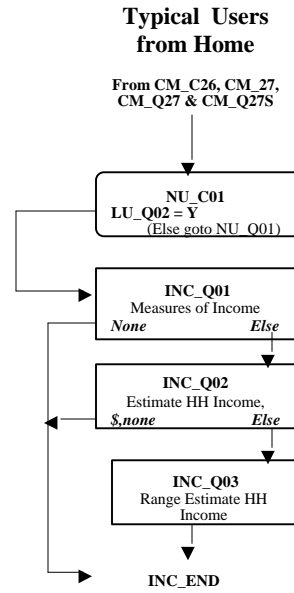 Typical Users
from Home
From CM_C26, CM_27,
CM_Q27 & CM_Q27S
NU_C01
LU_Q02 = Y
(Else goto NU_Q01)
INC_Q01
Measures of Income
None Else
INC_Q02
Estimate HH Income,
$,none Else
INC_Q03
Range Estimate HH
Income
INC_END